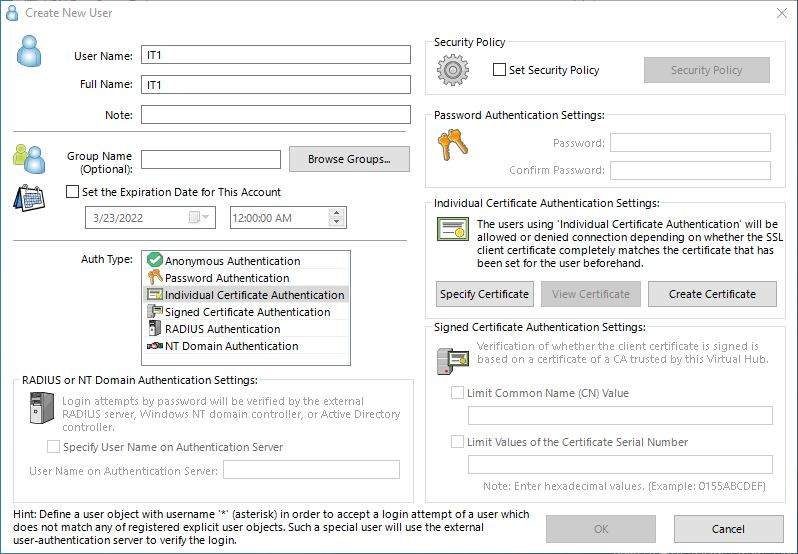 Create New User
User Name:
IT1
Full Name:
IT1
Note:
Group Name
(Optional):
Browse Groups...
Set the Expiration Date for This Account
3/23/2022
12:00:00 AM
Auth Type:
Anonymous Authentication
Password Authentication
Individual Certificate Authentication
Signed Certificate Authentication
RADIUS Authentication
NT Domain Authentication
RADIUS or NT Domain Authentication Settings:
Login attempts by password will be verified by the external
RADIUS server, Windows NT domain controller, or Active Directory
controller.
Specify User Name on Authentication Server
User Name on Authentication Server:
Hint: Define a user object with username '*' (asterisk) in order to accept a login attempt of a user which
does not match any of registered explicit user objects. Such a special user will use the external
user-authentication server to verify the login.
Security Policy
Set Security Policy
Security Policy
Password Authentication Settings:
Password:
Confirm Password:
Individual Certificate Authentication Settings:
The users using 'Individual Certificate Authentication' will be
allowed or denied connection depending on whether the SSL
client certificate completely matches the certificate that has
been set for the user beforehand.
Specify Certificate
View Certificate
Create Certificate
Signed Certificate Authentication Settings:
Verification of whether the client certificate is signed is
based on a certificate of a CA trusted by this Virtual Hub.
Limit Common Name (CN) Value
Limit Values of the Certificate Serial Number
Note: Enter hexadecimal values. (Example: 0155ABCDEF)
OK
Cancel